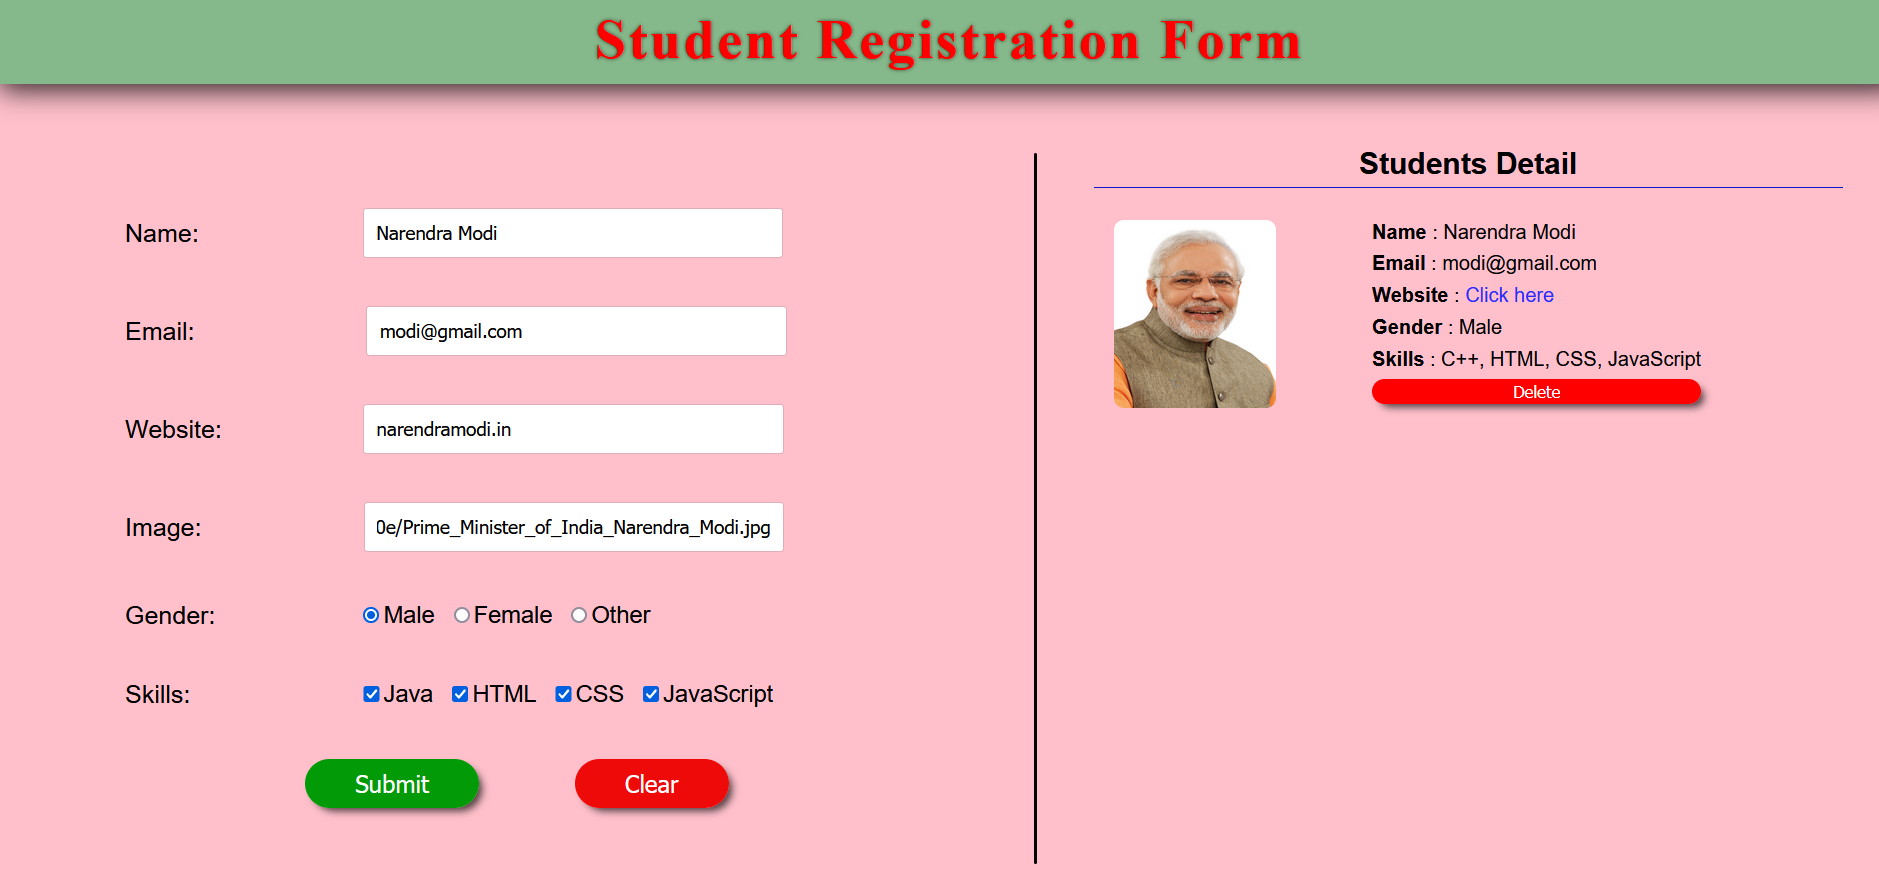 Student Registration Form
Name:
Narendra Modi
Email:
modi@gmail.com
Website:
narendramodi.in
Image:
0e/Prime_Minister_of_India_Narendra_Modi.jpg
Gender:
Male Female Other
Skills:
Java HTML CSS JavaScript
Submit Clear
Students Detail
Name : Narendra Modi
Email : modi@gmail.com
Website : Click here
Gender : Male
Skills : C++, HTML, CSS, JavaScript
Delete